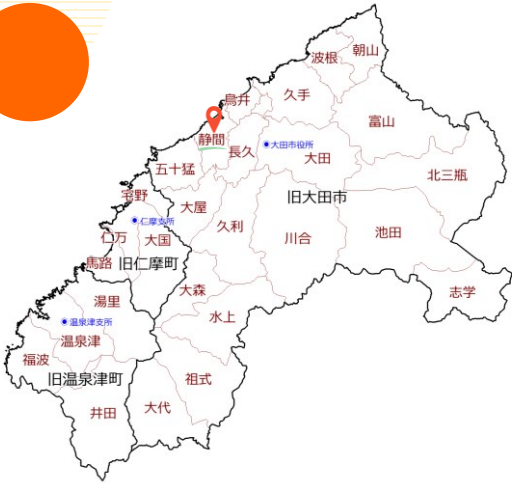 朝山
波根
久手
鳥井
富山
静間
長久
大田市役所
大田
五十猛
北三瓶
宅野
大屋
旧大田市
仁摩支所
久利
池田
川合
仁万
大国
馬路
旧仁摩町
大森
志学
湯里
水上
温泉津支所
温泉津
福波
旧温泉津町
祖式
井田
大代